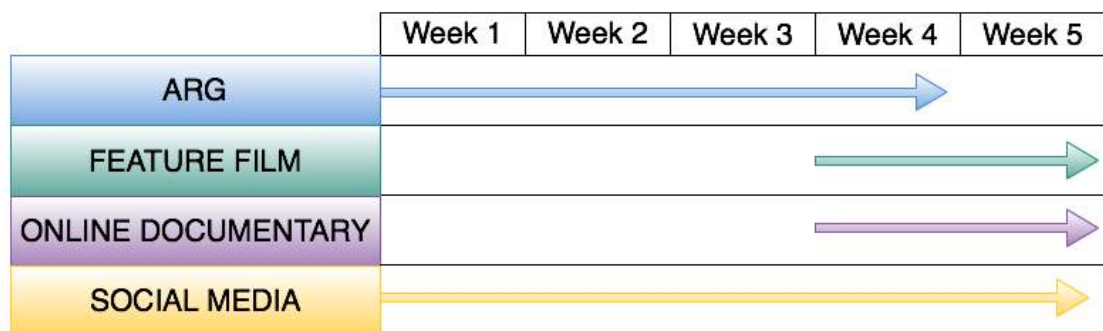 Week 1 Week 2 Week 3 Week 4 Week 5
ARG
FEATURE FILM
ONLINE DOCUMENTARY
SOCIAL MEDIA